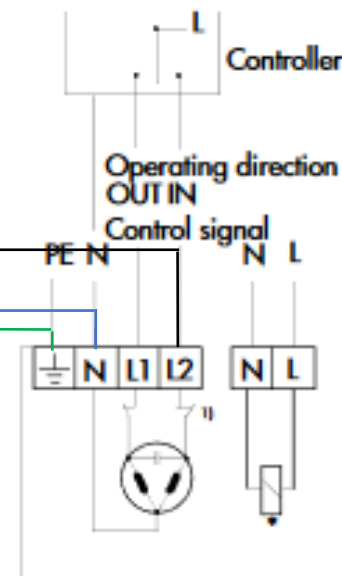 L
Controller
Operating direction
OUT IN
Control signal
PE N N L
N L1 L2 N L
1)